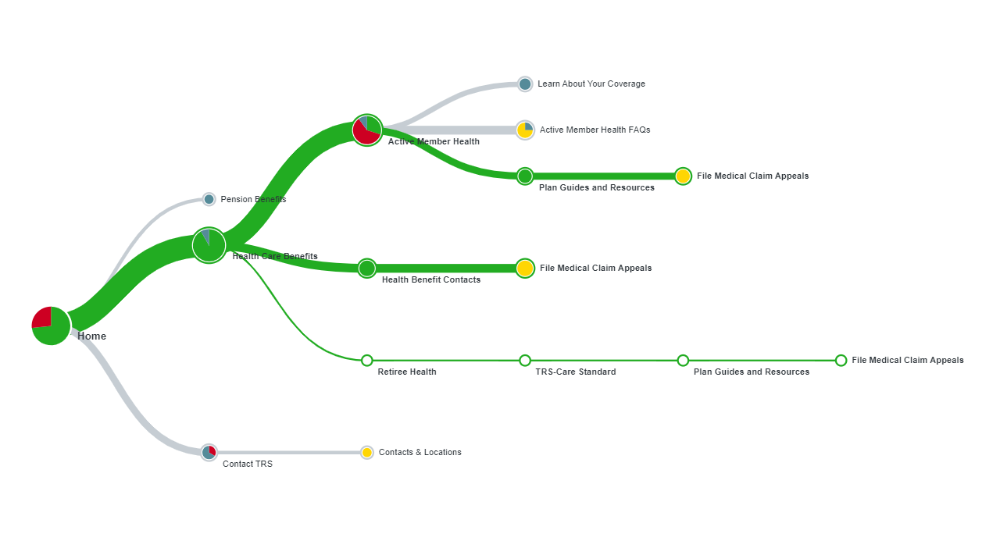 Learn About Your Coverage
Active Member Health FAQs
Active Member Health
File Medical Claim Appeals
Plan Guides and Resources
Pension Benefits
Health Care Benefits
File Medical Claim Appeals
Health Benefit Contacts
Home
File Medical Claim Appeals
Retiree Health
TRS-Care Standard
Plan Guides and Resources
Contacts & Locations
Contact TRS